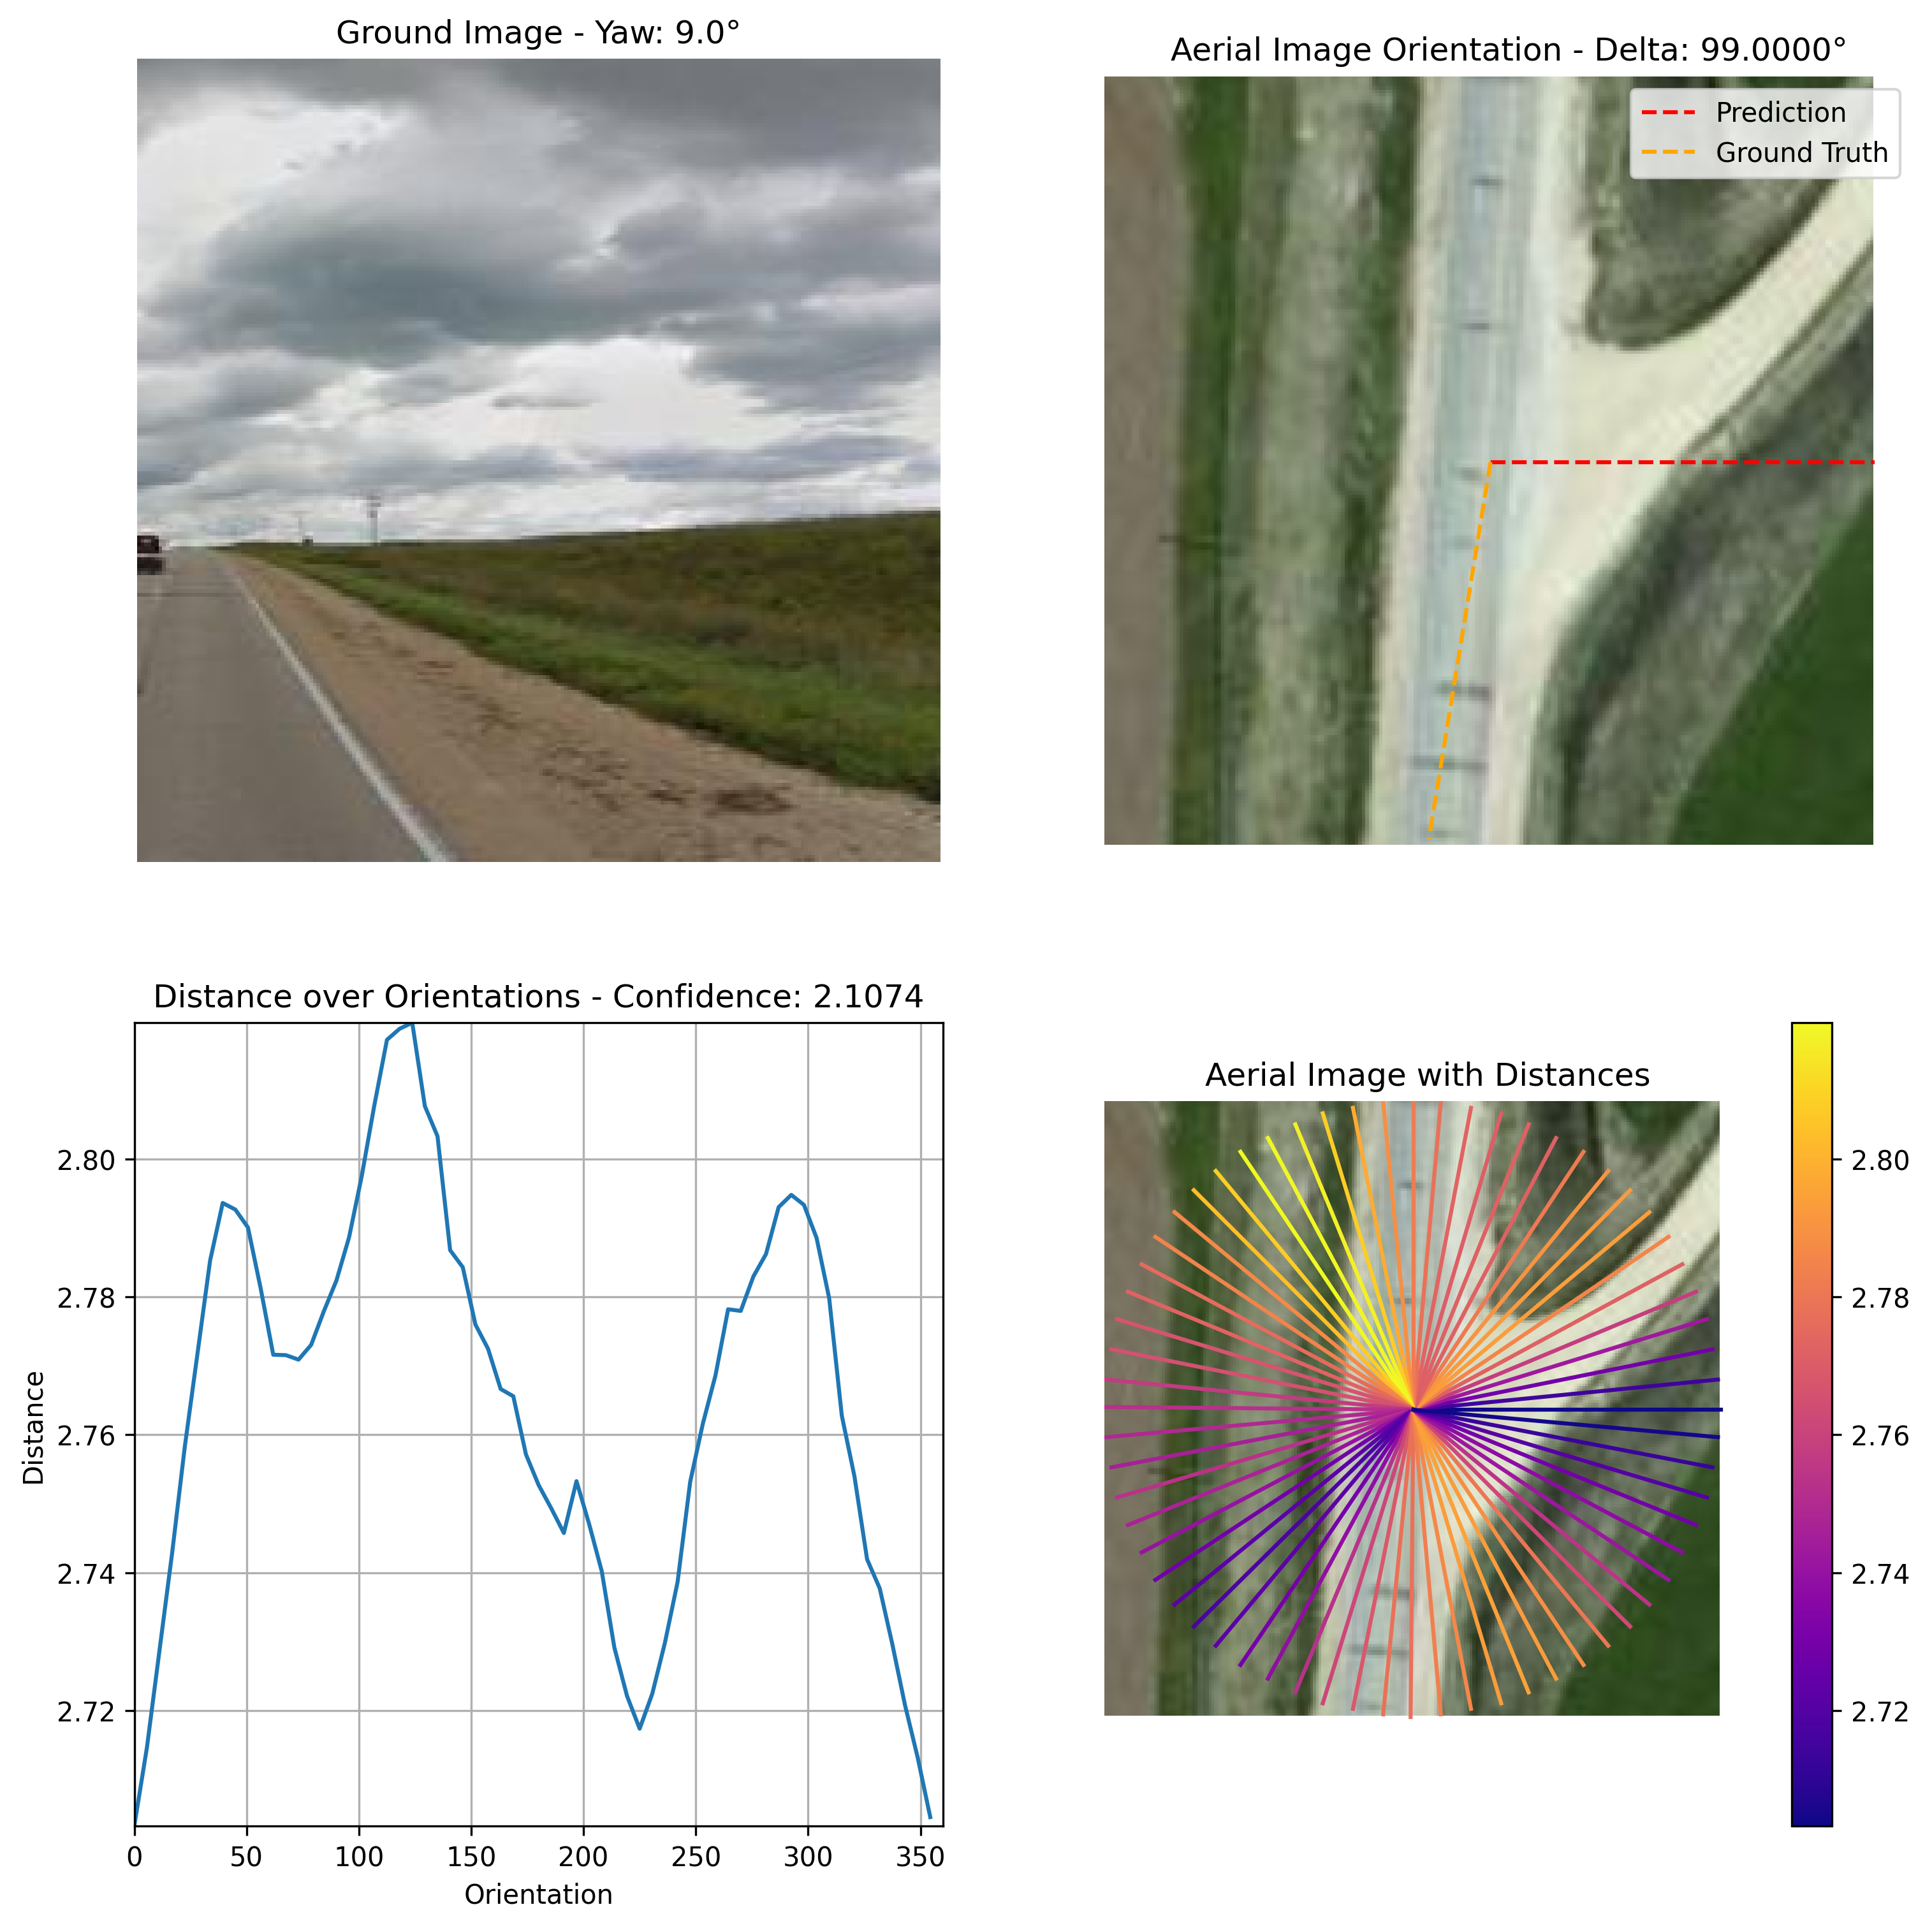 Ground Image - Yaw: 9.0°
Aerial Image Orientation - Delta: 99.0000°
Prediction
Ground Truth
Distance over Orientations - Confidence: 2.1074
Distance
2.80
2.78
2.76
2.74
2.72
0 50 100 150 200 250 300 350
Orientation
Aerial Image with Distances
2.80
2.78
2.76
2.74
2.72